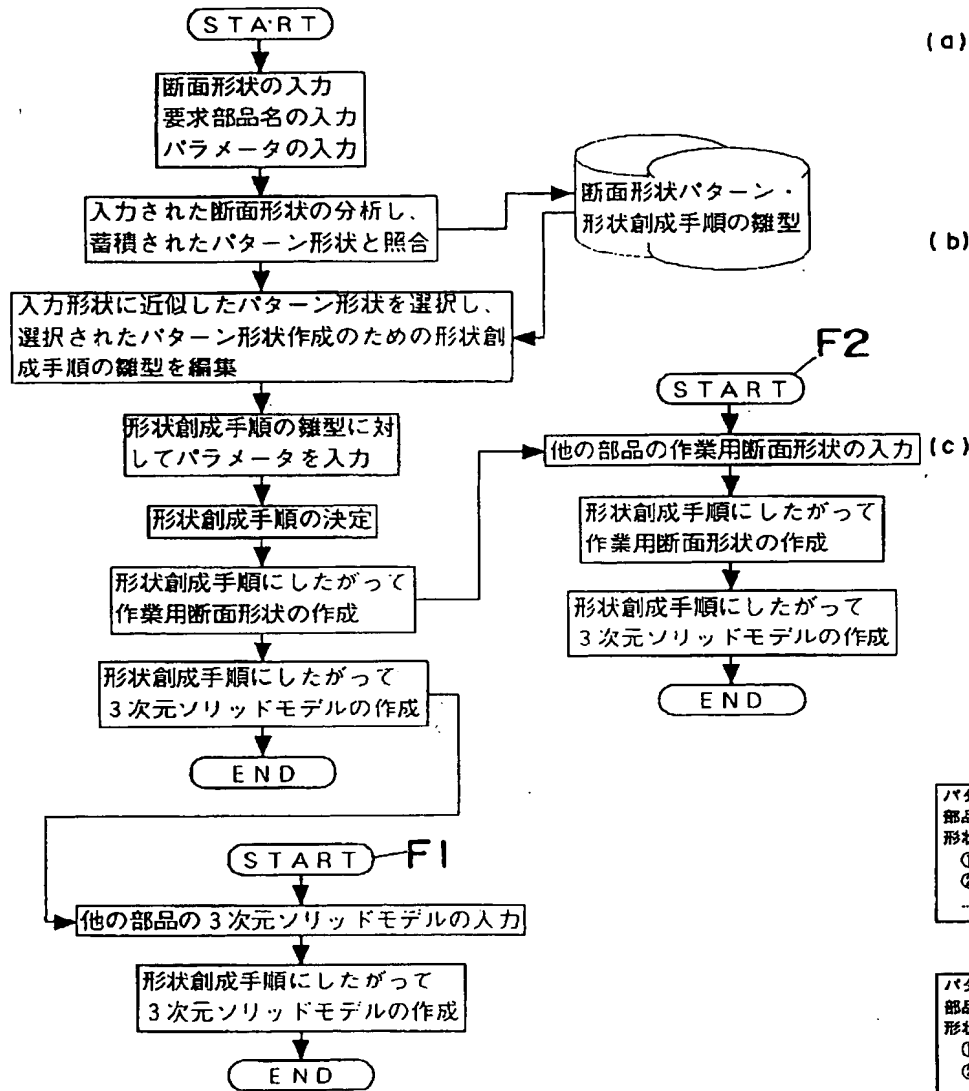 START
断面形状の入力
要求部品名の入力
パラメータの入力
入力された断面形状の分析し、
蓄積されたパターン形状と照合
断面形状パターン・
形状創成手順の雛型
入力形状に近似したパターン形状を選択し、
選択されたパターン形状作成のための形状創
成手順の雛型を編集
形状創成手順の雛型に対
してパラメータを入力
形状創成手順の決定
形状創成手順にしたがって
作業用断面形状の作成
形状創成手順にしたがって
3次元ソリッドモデルの作成
END
F1
START
他の部品の3次元ソリッドモデルの入力
形状創成手順にしたがって
3次元ソリッドモデルの作成
END
F2
START
他の部品の作業用断面形状の入力
形状創成手順にしたがって
作業用断面形状の作成
形状創成手順にしたがって
3次元ソリッドモデルの作成
END
(a)
(b)
(c)
①
②
①
②